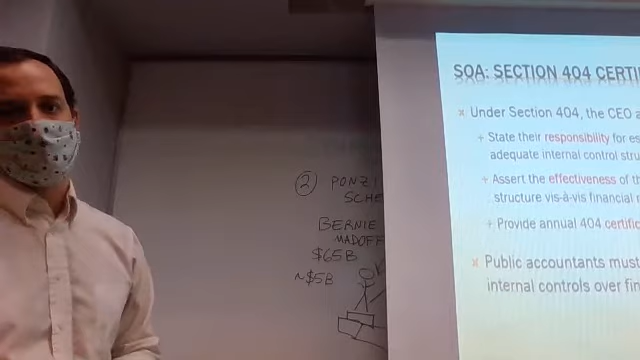 ② PONZI
SCHE
BERNIE
MADOFF
$65B
~$5B
SOA: SECTION 404 CERTI
Under Section 404, the CEO a
State their responsibility for es
adequate internal control stru
Assert the effectiveness of th
structure vis-à-vis financial r
Provide annual 404 certific
Public accountants must
internal controls over fin